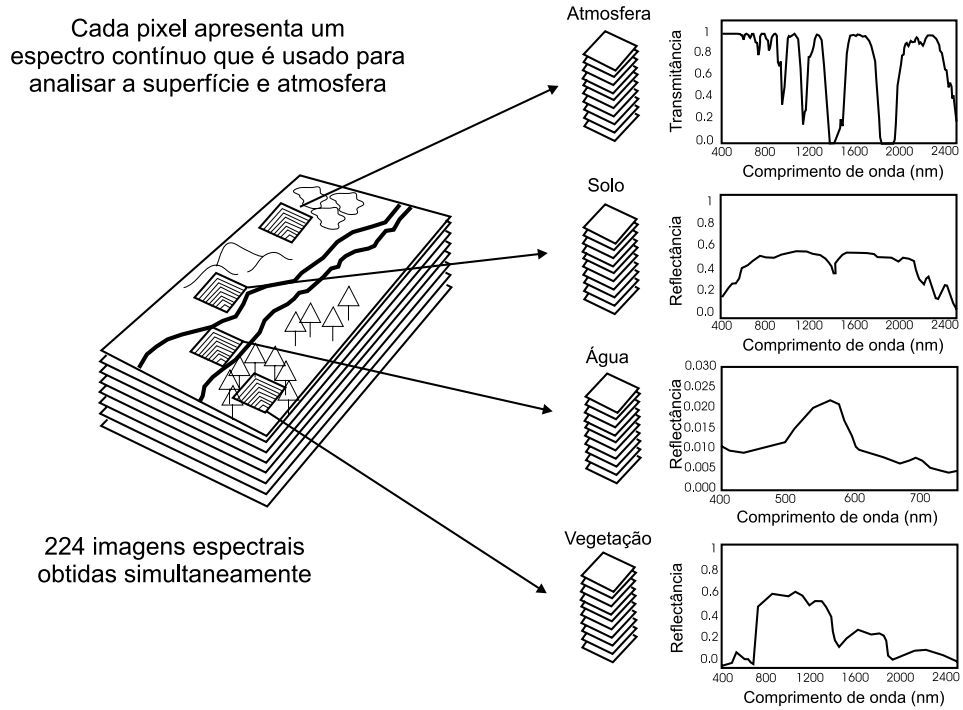 Cada pixel apresenta um
espectro contínuo que é usado para
analisar a superfície e atmosfera
224 imagens espectrais
obtidas simultaneamente
Atmosfera
Transmitância
1
0.8
0.6
0.4
0.2
0.0
400 800 1200 1600 2000 2400
Comprimento de onda (nm)
Solo
Reflectância
1
0.8
0.6
0.4
0.2
0.0
400 800 1200 1600 2000 2400
Comprimento de onda (nm)
Água
Reflectância
0.030
0.025
0.020
0.015
0.010
0.005
0.000
400 500 600 700
Comprimento de onda (nm)
Vegetação
Reflectância
1
0.8
0.6
0.4
0.2
0.0
400 800 1200 1600 2000 2400
Comprimento de onda (nm)